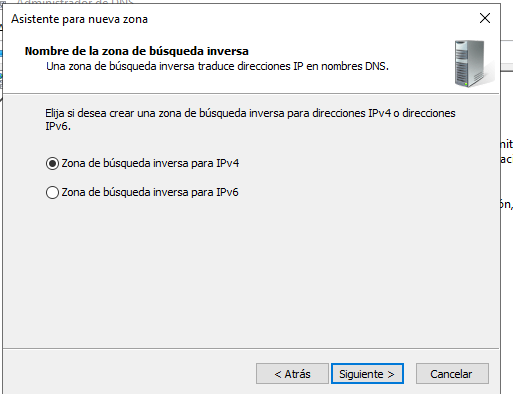 Administrador de DNS
Asistente para nueva zona
Nombre de la zona de búsqueda inversa
Una zona de búsqueda inversa traduce direcciones IP en nombres DNS.
Elija si desea crear una zona de búsqueda inversa para direcciones IPv4 o direcciones
IPv6.
mit
ac
Zona de búsqueda inversa para IPv4
Zona de búsqueda inversa para IPv6
ón,
< Atrás
Siguiente >
Cancelar